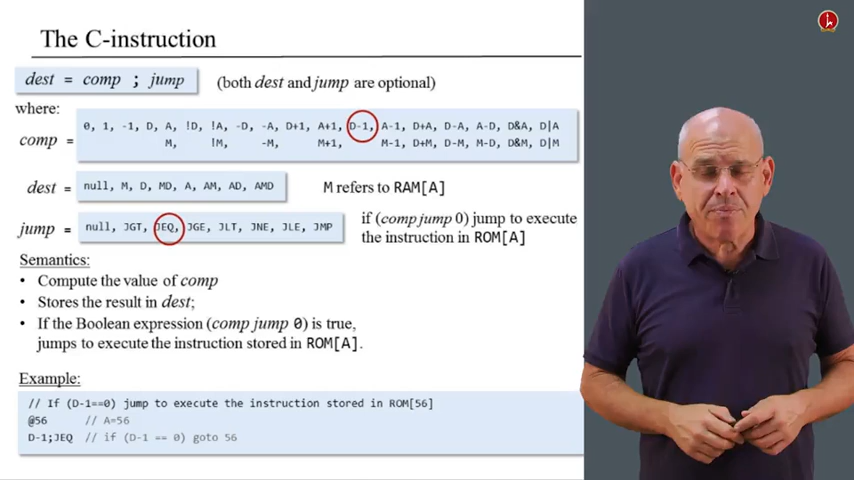 The C-instruction
dest = comp ; jump (both dest and jump are optional)
where:
comp = 0, 1, -1, D, A, !D, !A, -D, -A, D+1, A+1, D-1, A-1, D+A, D-A, A-D, D&A, D|A
M, !M, -M, M+1, M-1, D+M, D-M, M-D, D&M, D|M
dest = null, M, D, MD, A, AM, AD, AMD M refers to RAM[A]
jump = null, JGT, JEQ, JGE, JLT, JNE, JLE, JMP if (comp jump 0) jump to execute
the instruction in ROM[A]
Semantics:
• Compute the value of comp
• Stores the result in dest;
• If the Boolean expression (comp jump 0) is true,
jumps to execute the instruction stored in ROM[A].
Example:
// If (D-1==0) jump to execute the instruction stored in ROM[56]
@56 // A=56
D-1;JEQ // if (D-1 == 0) goto 56